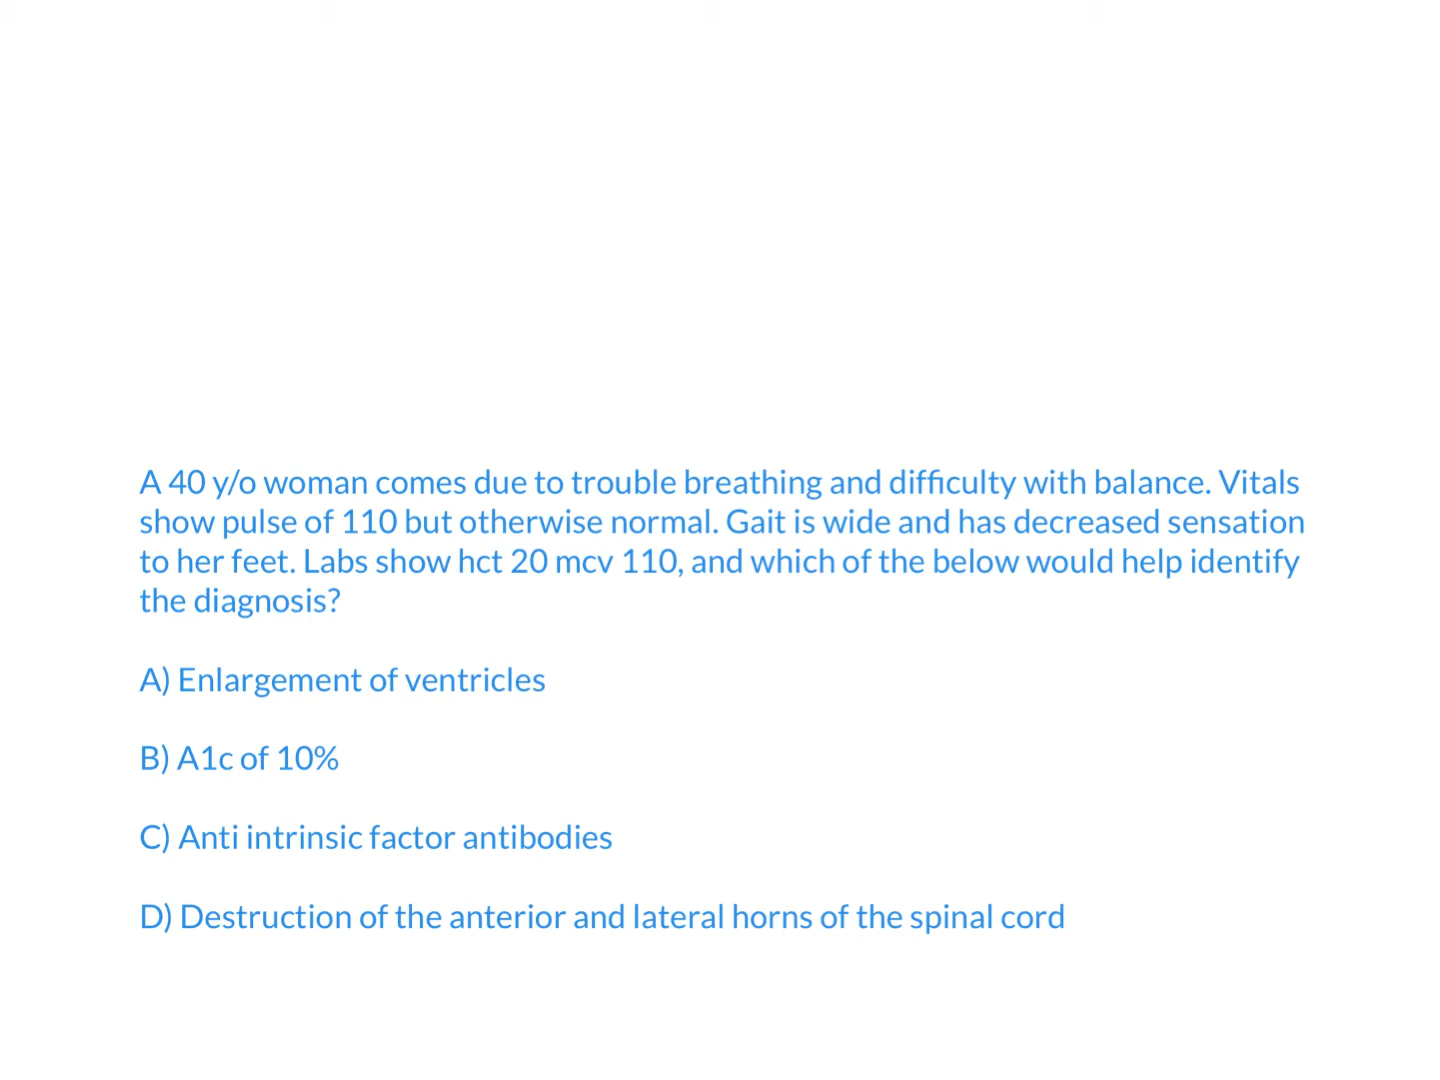 A 40 y/o woman comes due to trouble breathing and difficulty with balance. Vitals
show pulse of 110 but otherwise normal. Gait is wide and has decreased sensation
to her feet. Labs show hct 20 mcv 110, and which of the below would help identify
the diagnosis?
A) Enlargement of ventricles
B) A1c of 10%
C) Anti intrinsic factor antibodies
D) Destruction of the anterior and lateral horns of the spinal cord